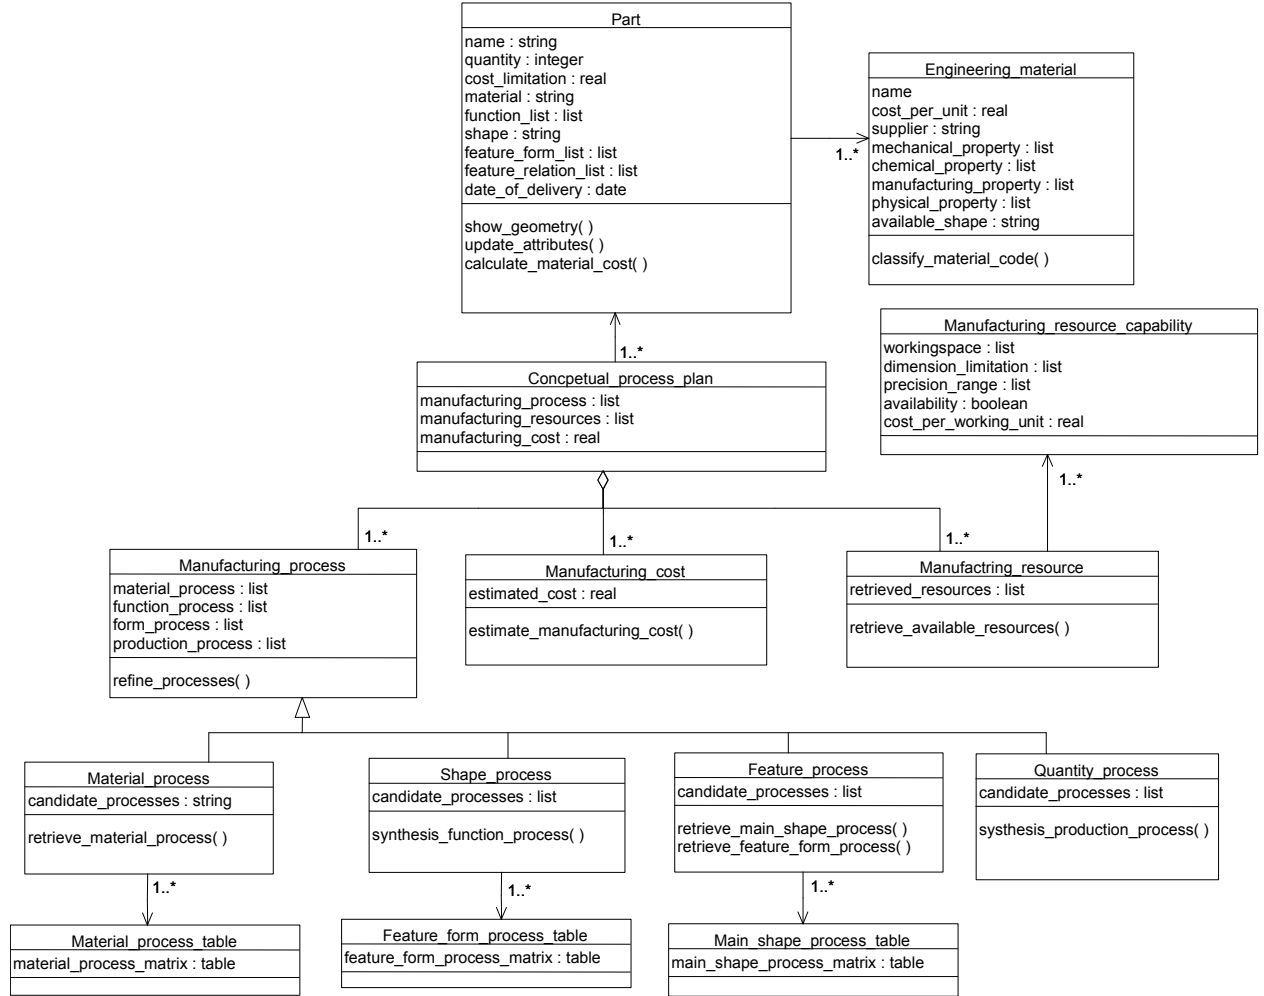 Part
name : string
quantity : integer
cost_limitation : real
material : string
function_list : list
shape : string
feature_form_list : list
feature_relation_list : list
date_of_delivery : date
show_geometry( )
update_attributes( )
calculate_material_cost( )
1..*
Engineering_material
name
cost_per_unit : real
supplier : string
mechanical_property : list
chemical_property : list
manufacturing_property : list
physical_property : list
available_shape : string
classify_material_code( )
Manufacturing_resource_capability
workingspace : list
dimension_limitation : list
precision_range : list
availability : boolean
cost_per_working_unit : real
1..*
1..*
Concpetual_process_plan
manufacturing_process : list
manufacturing_resources : list
manufacturing_cost : real
1..*
1..*
1..*
Manufacturing_process
material_process : list
function_process : list
form_process : list
production_process : list
refine_processes( )
Manufacturing_cost
estimated_cost : real
estimate_manufacturing_cost( )
Manufactring_resource
retrieved_resources : list
retrieve_available_resources( )
Material_process
candidate_processes : string
retrieve_material_process( )
1..*
Shape_process
candidate_processes : list
synthesis_function_process( )
1..*
Feature_process
candidate_processes : list
retrieve_main_shape_process( )
retrieve_feature_form_process( )
1..*
Quantity_process
candidate_processes : list
systhesis_production_process( )
Material_process_table
material_process_matrix : table
Feature_form_process_table
feature_form_process_matrix : table
Main_shape_process_table
main_shape_process_matrix : table